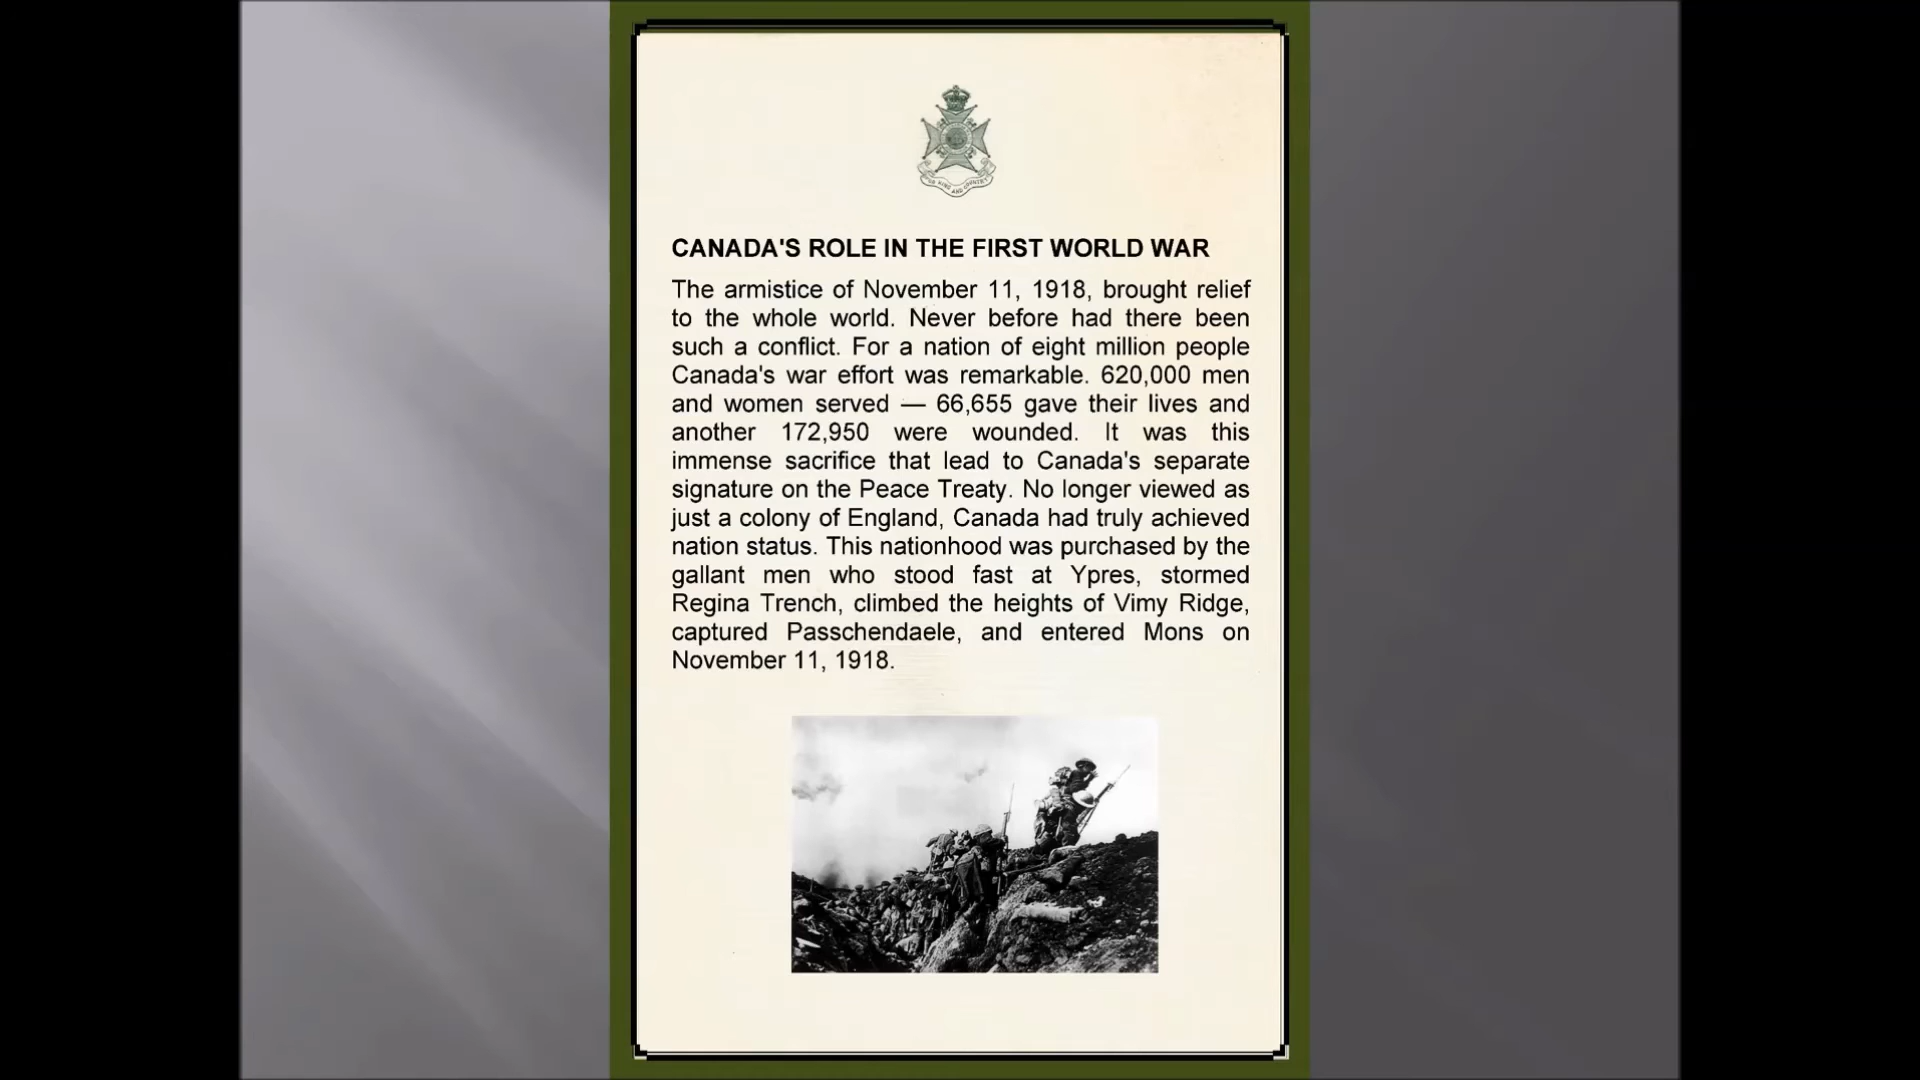 FOR KING AND COUNTRY
CANADA'S ROLE IN THE FIRST WORLD WAR
The armistice of November 11, 1918, brought relief
to the whole world. Never before had there been
such a conflict. For a nation of eight million people
Canada's war effort was remarkable. 620,000 men
and women served — 66,655 gave their lives and
another 172,950 were wounded. It was this
immense sacrifice that lead to Canada's separate
signature on the Peace Treaty. No longer viewed as
just a colony of England, Canada had truly achieved
nation status. This nationhood was purchased by the
gallant men who stood fast at Ypres, stormed
Regina Trench, climbed the heights of Vimy Ridge,
captured Passchendaele, and entered Mons on
November 11, 1918.